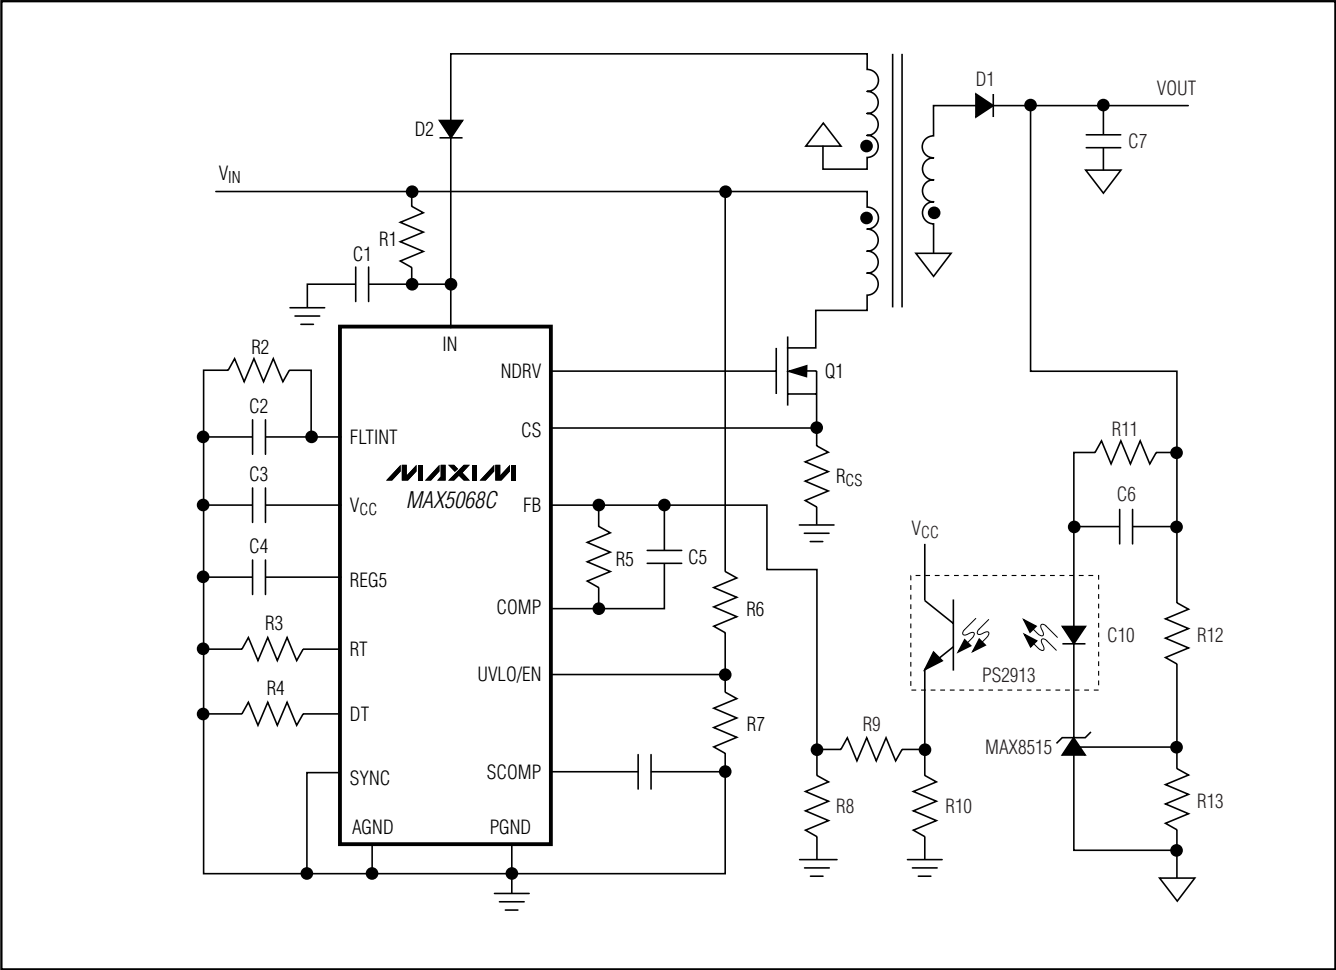 D1
VOUT
D2
C7
VIN
R1
C1
IN
R2
NDRV
Q1
C2
CS
R11
FLTINT
C3
MAXIM
RCS
MAX5068C
C6
VCC
FB
VCC
C4
R5
C5
REG5
COMP
R6
R3
C10
R12
RT
UVLO/EN
PS2913
R4
DT
R7
R9
MAX8515
SYNC
SCOMP
R8
R10
R13
AGND
PGND